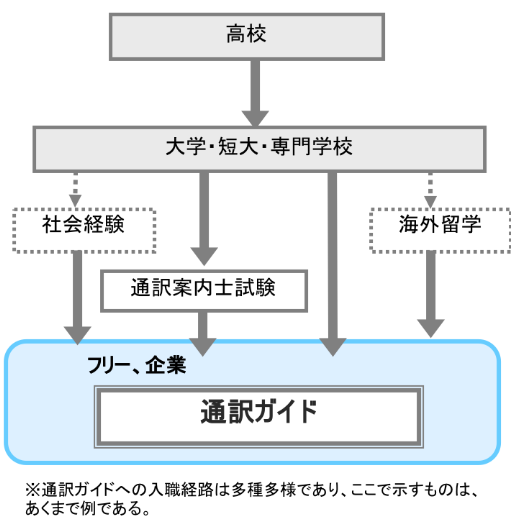 高校
大学・短大・専門学校
社会経験
海外留学
通訳案内士試験
フリー、企業
通訳ガイド
※通訳ガイドへの入職経路は多種多様であり、ここで示すものは、
あくまで例である。